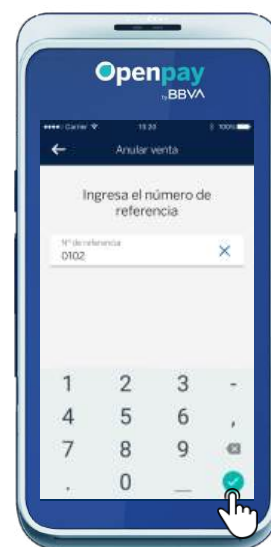 Openpay
by BBVA
Carrier 13:20 100%
Anular venta
Ingresa el número de
referencia
N° de referencia
0102
1 2 3 -
4 5 6 ,
7 8 9
. 0 _